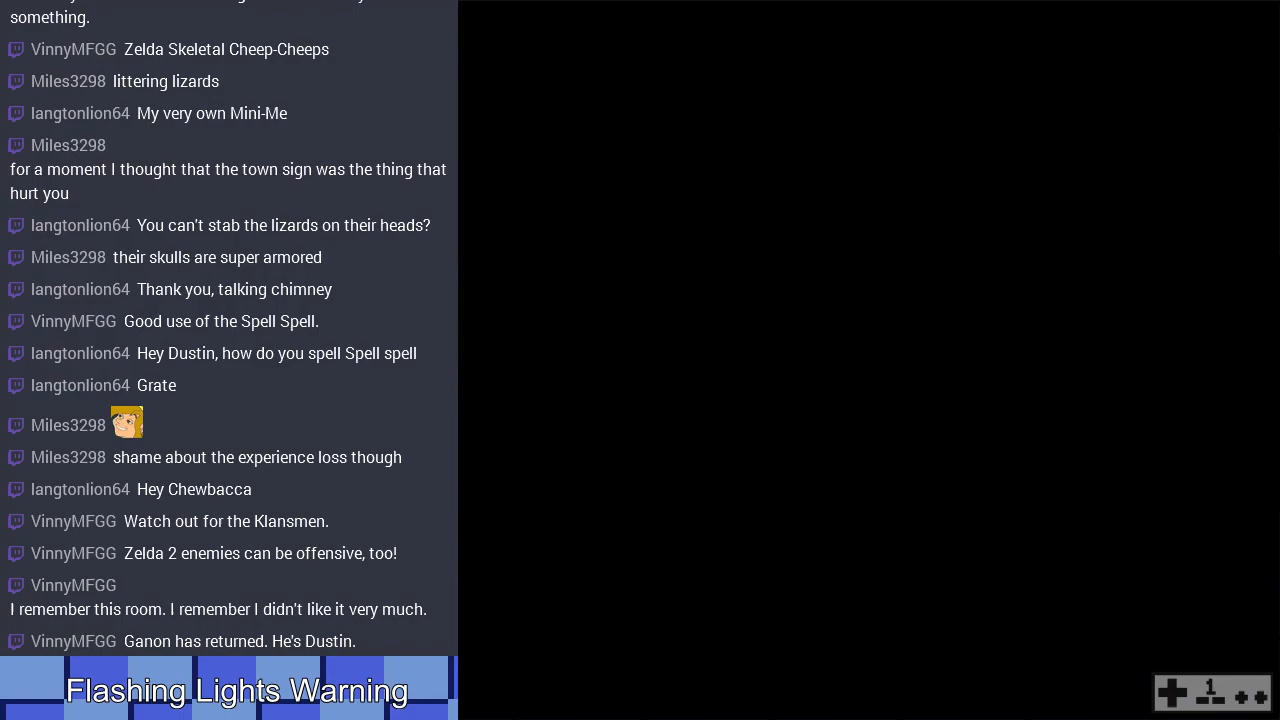 something.
VinnyMFGG Zelda Skeletal Cheep-Cheeps
Miles3298 littering lizards
langtonlion64 My very own Mini-Me
Miles3298
for a moment I thought that the town sign was the thing that
hurt you
langtonlion64 You can't stab the lizards on their heads?
Miles3298 their skulls are super armored
langtonlion64 Thank you, talking chimney
VinnyMFGG Good use of the Spell Spell.
langtonlion64 Hey Dustin, how do you spell Spell spell
langtonlion64 Grate
Miles3298
Miles3298 shame about the experience loss though
langtonlion64 Hey Chewbacca
VinnyMFGG Watch out for the Klansmen.
VinnyMFGG Zelda 2 enemies can be offensive, too!
VinnyMFGG
I remember this room. I remember I didn't like it very much.
VinnyMFGG Ganon has returned. He's Dustin.
Flashing Lights Warning
1